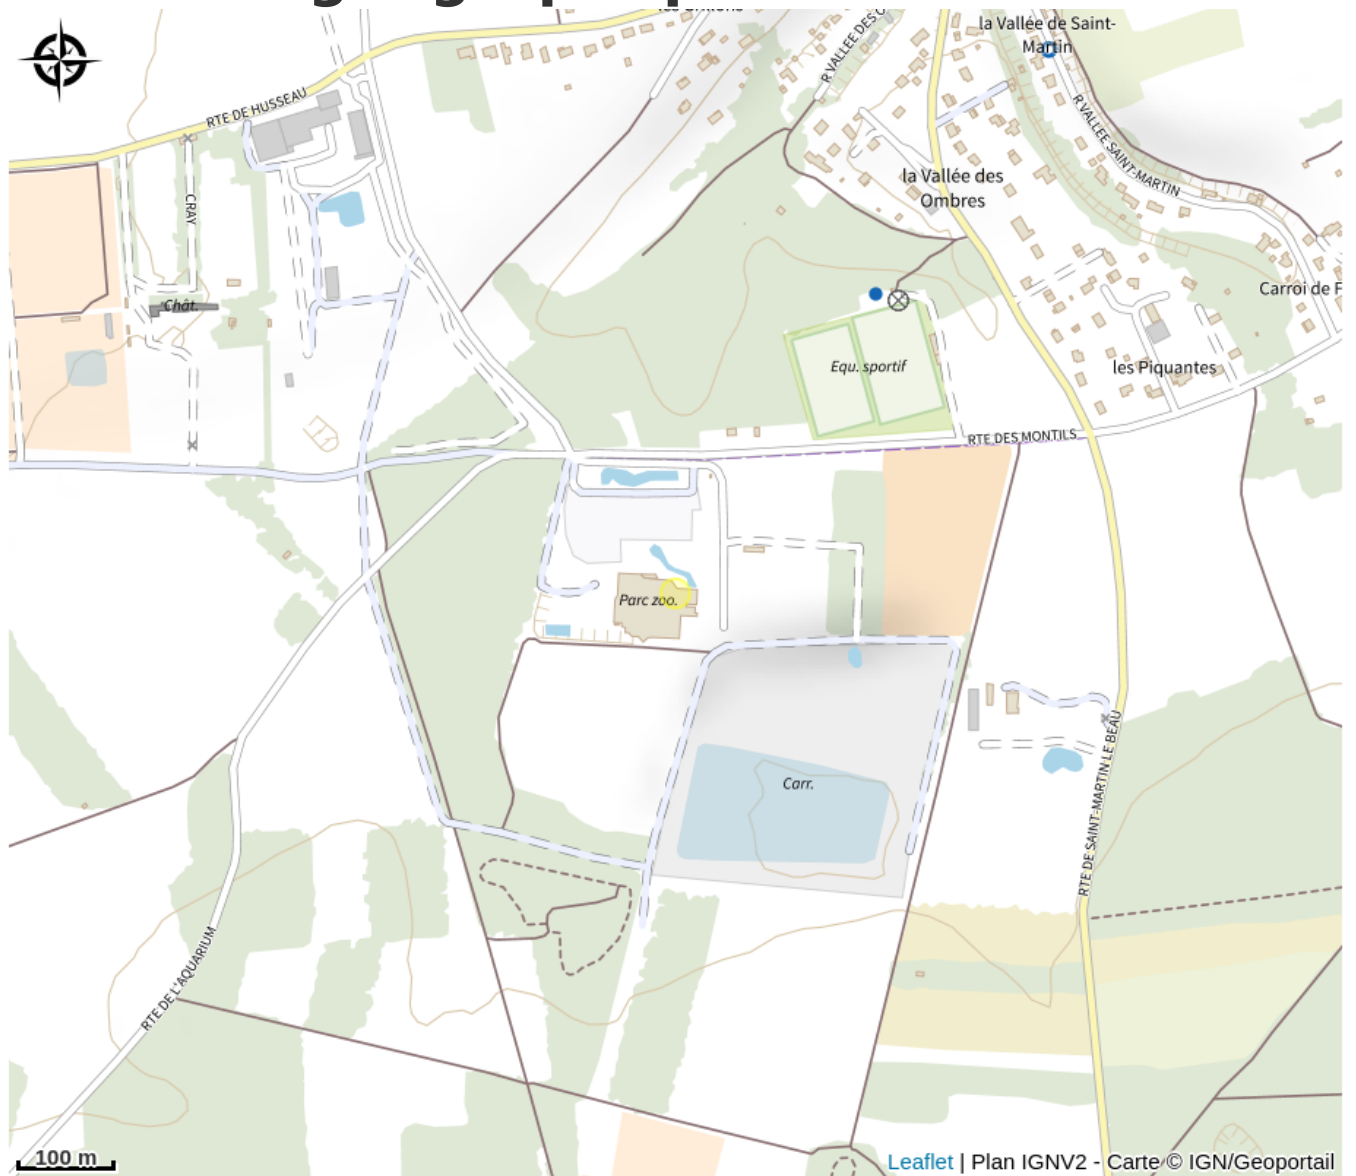 la Vallée de Saint-
Martin
RTE DE HUSSEAU
R VALLEE SAINT-MARTIN
la Vallée des
Ombres
CRAY
Carroi de F
Chât.
Equ. sportif
les Piquantes
RTE DES MONTILS
Parc zoo.
Carr.
RTE DE SAINT-MARTIN-LE-BEAU
RTE DE L'AQUARIUM
100 m
Leaflet | Plan IGNV2 - Carte © IGN/Geoportail